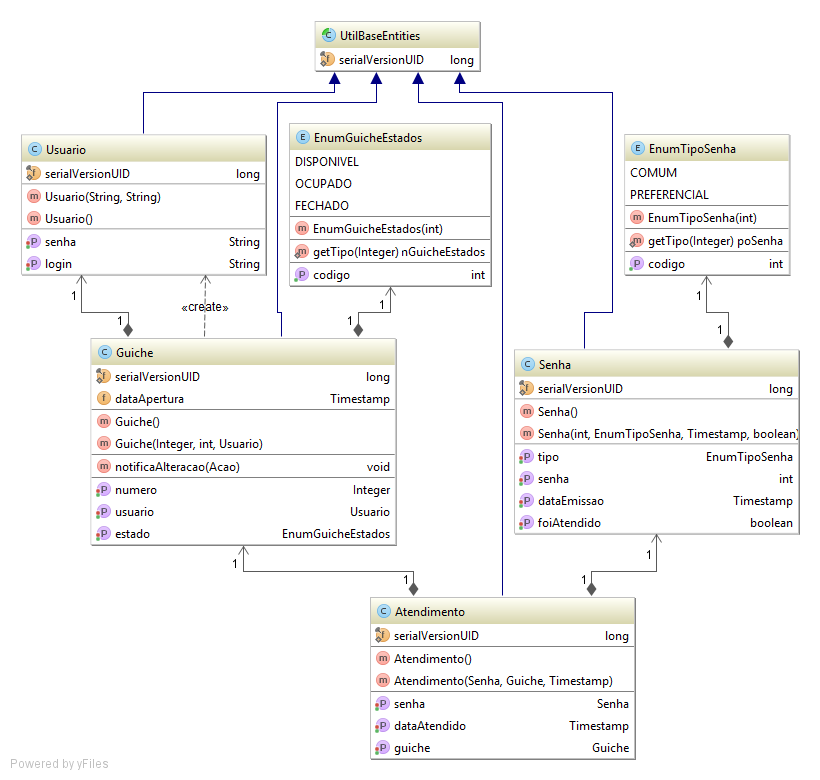 UtilBaseEntities
serialVersionUID long
Usuario
serialVersionUID long
Usuario(String, String)
Usuario()
senha String
login String
EnumGuicheEstados
DISPONIVEL
OCUPADO
FECHADO
EnumGuicheEstados(int)
getTipo(Integer) nGuicheEstados
codigo int
EnumTipoSenha
COMUM
PREFERENCIAL
EnumTipoSenha(int)
getTipo(Integer) poSenha
codigo int
1
1
«create»
1
1
1
1
Guiche
serialVersionUID long
dataApertura Timestamp
Guiche()
Guiche(Integer, int, Usuario)
notificaAlteracao(Acao) void
numero Integer
usuario Usuario
estado EnumGuicheEstados
Senha
serialVersionUID long
Senha()
Senha(int, EnumTipoSenha, Timestamp, boolean)
tipo EnumTipoSenha
senha int
dataEmissao Timestamp
foiAtendido boolean
1
1
1
1
Atendimento
serialVersionUID long
Atendimento()
Atendimento(Senha, Guiche, Timestamp)
senha Senha
dataAtendido Timestamp
guiche Guiche
Powered by yFiles